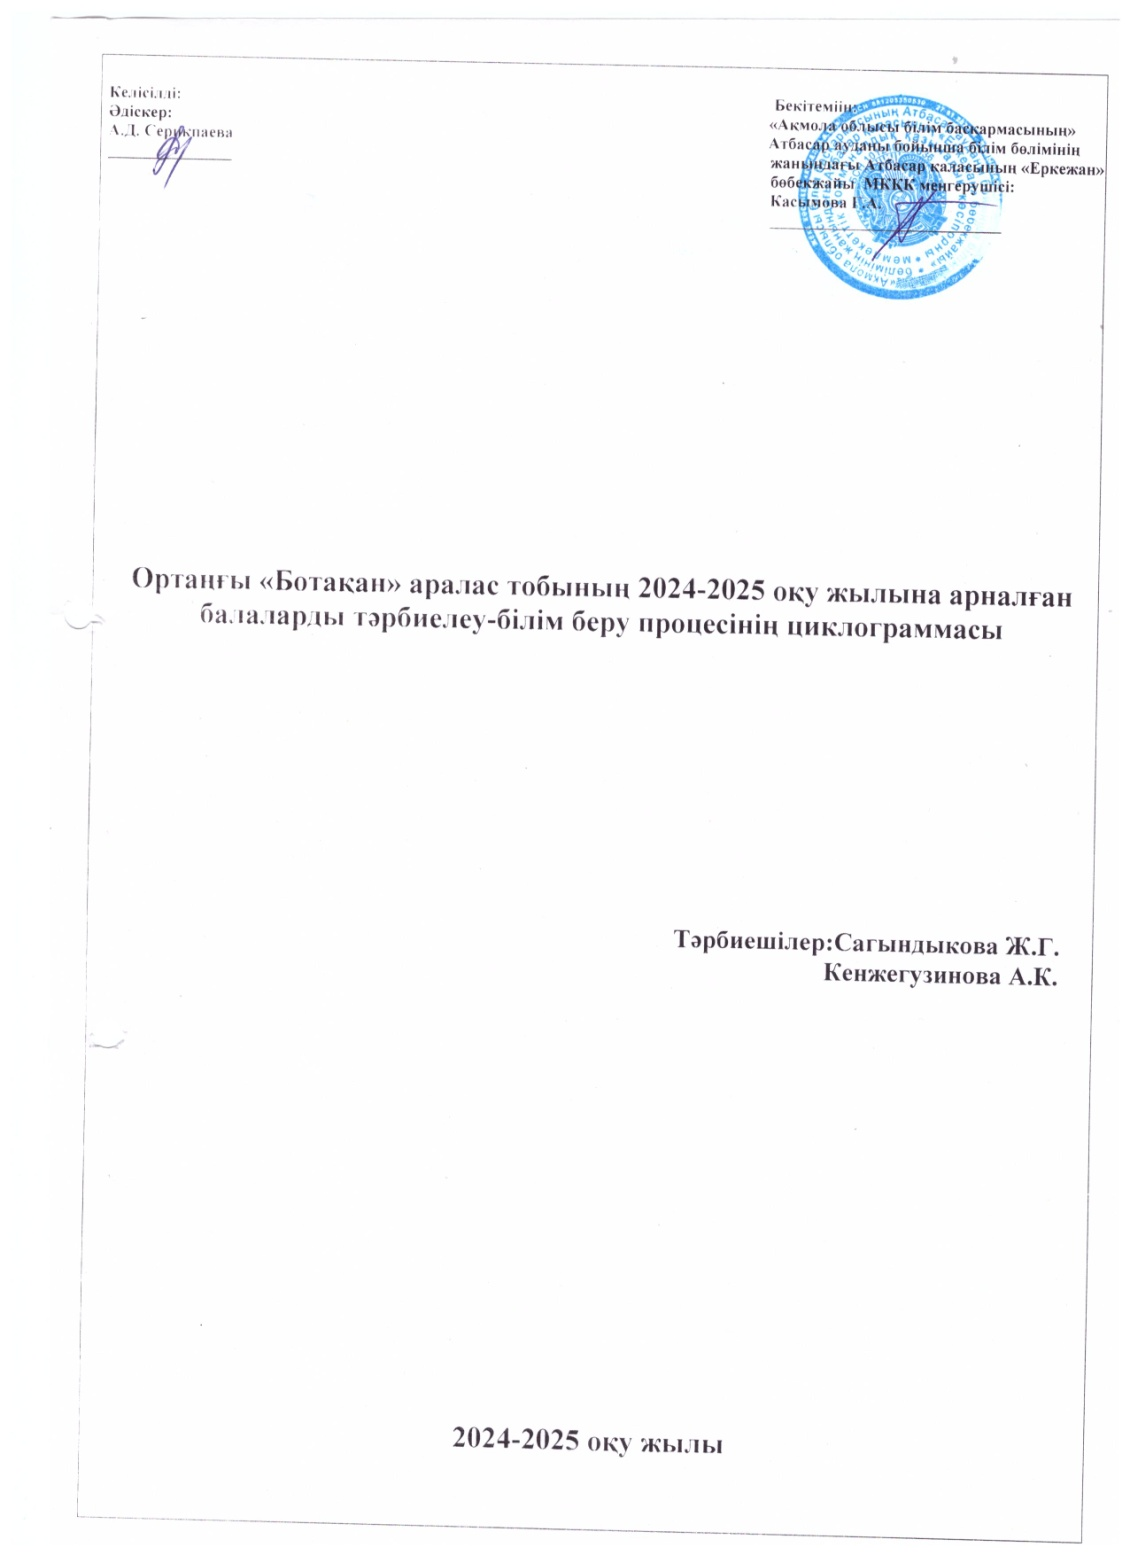 Келісілді:
Әдіскер:
А.Д. Серикпаева
Бекітемін:
«Ақмола облысы білім басқармасының»
Атбасар ауданы бойынша білім бөлімінің
жанындағы Атбасар қаласының «Еркежан»
бөбекжайы МККК меңгерушісі:
Касымова Г.А.
Ортаңғы «Ботақан» аралас тобының 2024-2025 оқу жылына арналған
балаларды тәрбиелеу-білім беру процесінің циклограммасы
Тәрбиешілер:Сагындыкова Ж.Г.
Кенжегузинова А.К.
2024-2025 оқу жылы